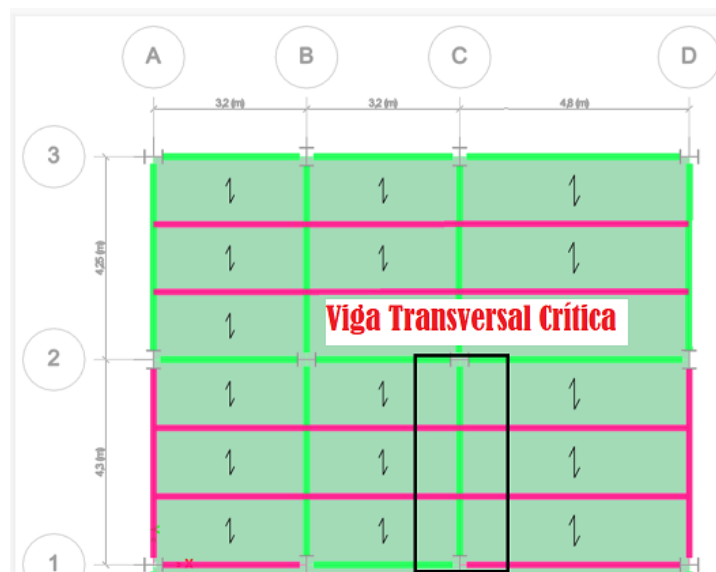 A B C D
3,2 (m) 3,2 (m) 4,8 (m)
3
4,25 (m)
Viga Transversal Crítica
2
4,3 (m)
X
1